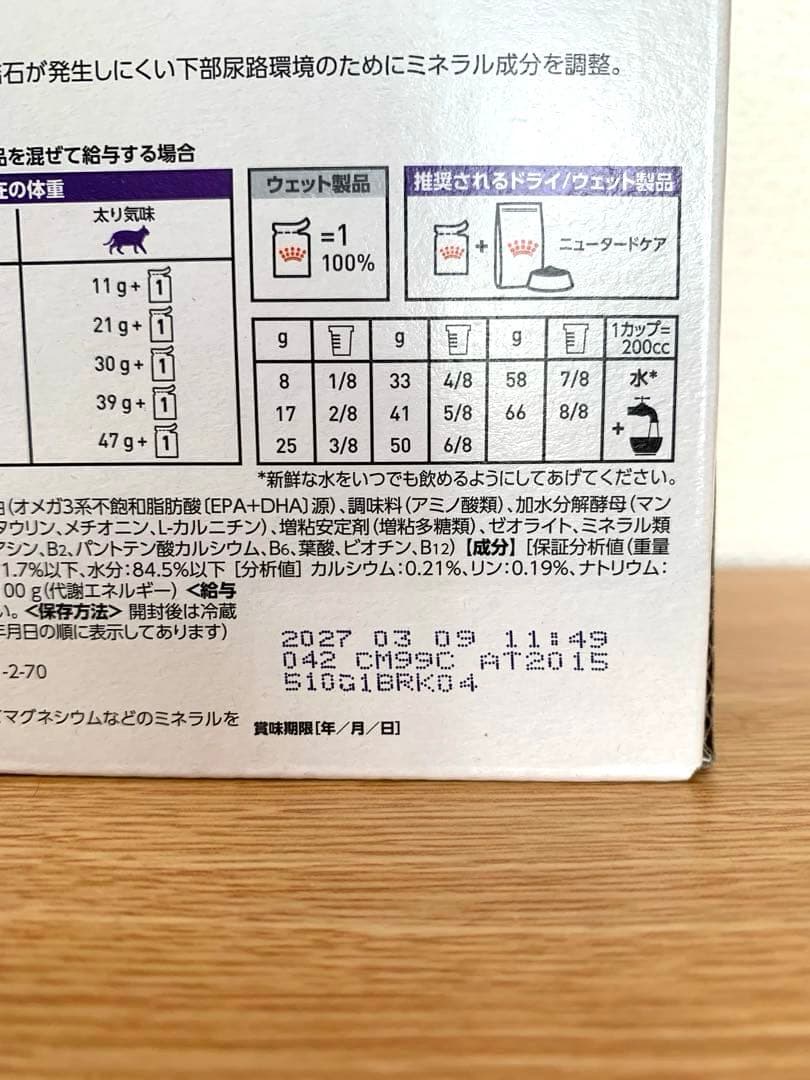 石が発生しにくい下部尿路環境のためにミネラル成分を調整。
品を混ぜて給与する場合
在の体重
太り気味
11g+ 1
21g+ 1
30g+ 1
39g+ 1
47g+ 1
ウェット製品
=1
100%
推奨されるドライ/ウェット製品
+
ニュータードケア
g g g 1カップ=200cc
8 1/8 33 4/8 58 7/8 水*
17 2/8 41 5/8 66 8/8 +
25 3/8 50 6/8
*新鮮な水をいつでも飲めるようにしてあげてください。
(オメガ3系不飽和脂肪酸〔EPA+DHA〕源)、調味料(アミノ酸類)、加水分解酵母(マン
タウリン、メチオニン、L-カルニチン)、増粘安定剤(増粘多糖類)、ゼオライト、ミネラル類
アシン、B2、パントテン酸カルシウム、B6、葉酸、ビオチン、B12)【成分】[保証分析値(重量
1.7%以下、水分:84.5%以下 [分析値] カルシウム:0.21%、リン:0.19%、ナトリウム:
00g(代謝エネルギー) <給与
い。<保存方法> 開封後は冷蔵
年月日の順に表示してあります)
-2-70
マグネシウムなどのミネラルを
2027 03 09 11:49
042 CM99C AT2015
510Q1BRK04
賞味期限[年/月/日]